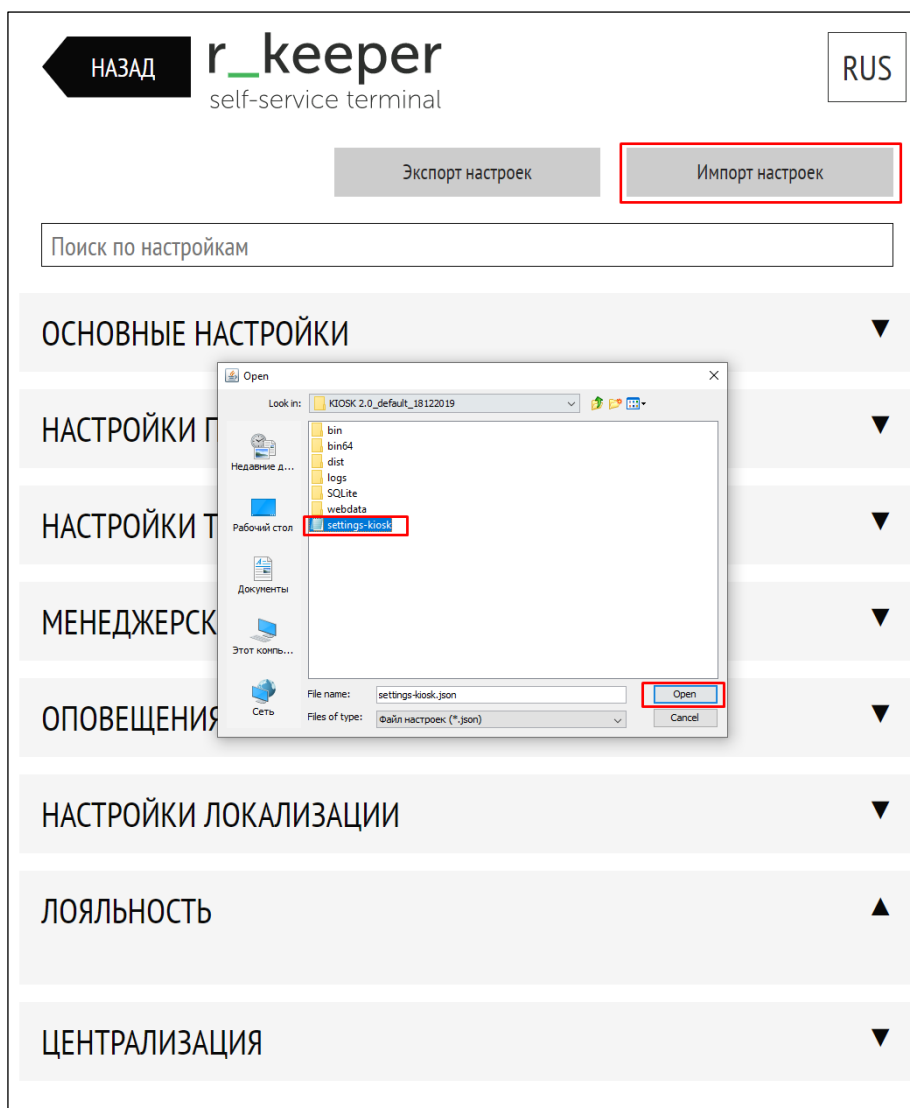 НАЗАД
r_keeper
self-service terminal
RUS
Экспорт настроек
Импорт настроек
Поиск по настройкам
ОСНОВНЫЕ НАСТРОЙКИ
Open
Look in:
KIOSK 2.0_default_18122019
НАСТРОЙКИ П
bin
bin64
dist
logs
SQLite
webdata
settings-kiosk
Недавние д...
НАСТРОЙКИ Т
Рабочий стол
Документы
МЕНЕДЖЕРСК
Этот компь...
Сеть
ОПОВЕЩЕНИЯ
File name:
settings-kiosk.json
Open
Files of type:
Файл настроек (*.json)
Cancel
НАСТРОЙКИ ЛОКАЛИЗАЦИИ
ЛОЯЛЬНОСТЬ
ЦЕНТРАЛИЗАЦИЯ